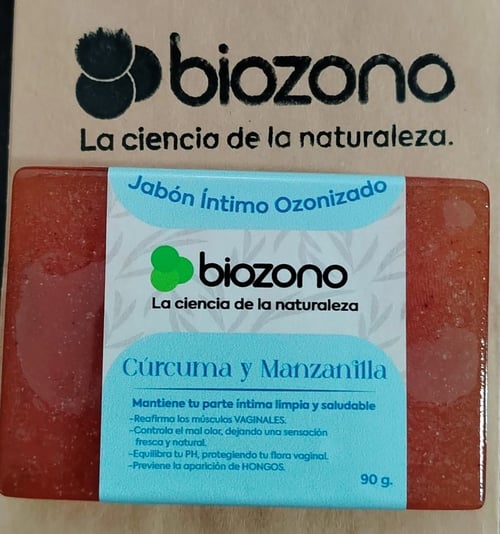 biozono
La ciencia de la naturaleza.
Jabón Íntimo Ozonizado
biozono
La ciencia de la naturaleza
Cúrcuma y Manzanilla
Mantiene tu parte íntima limpia y saludable
-Reafirma los músculos VAGINALES.
-Controla el mal olor, dejando una sensación
fresca y natural.
-Equilibra tu PH, protegiendo tu flora vaginal.
-Previene la aparición de HONGOS.
90 g.